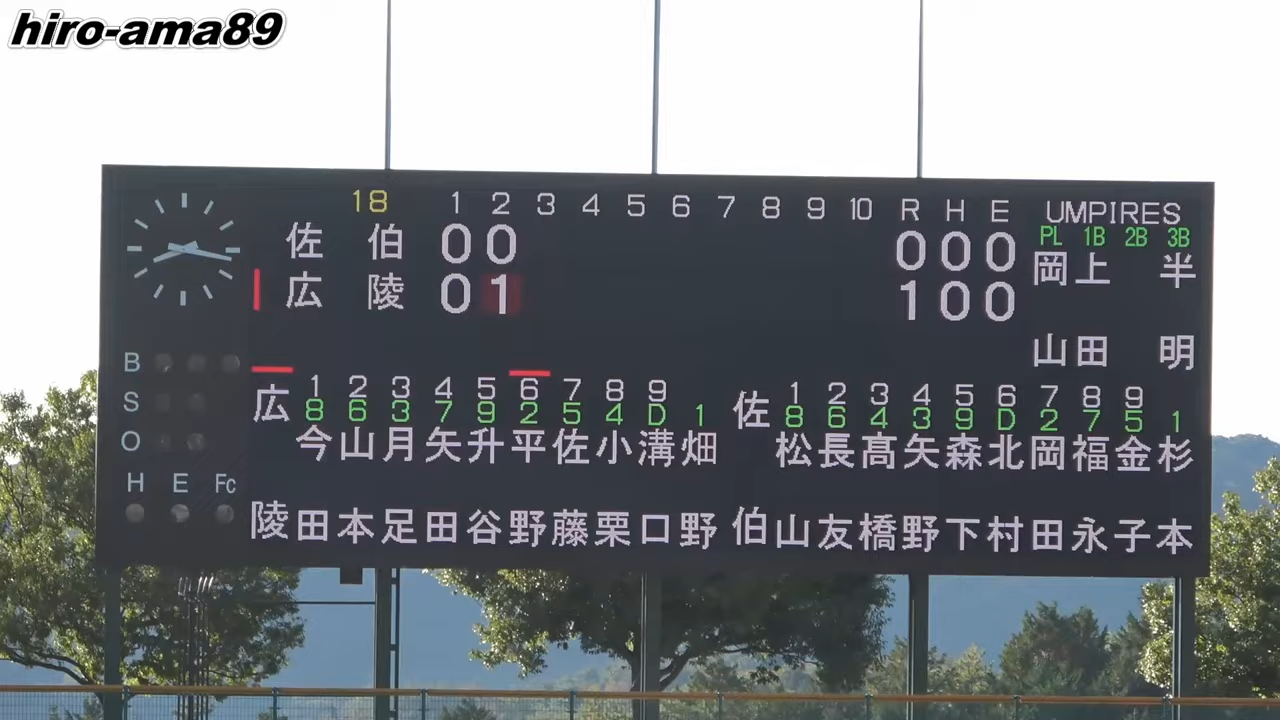 hiro-ama89
18 1 2 3 4 5 6 7 8 9 10 R H E UMPIRES
PL 1B 2B 3B
佐伯 0 0 0 0 0
広陵 0 1 1 0 0
岡上 半
山田 明
B
S
O
H E Fc
1 2 3 4 5 6 7 8 9
広 8 6 3 7 9 2 5 4 D 1
今山月矢升平佐小溝畑
陵 田本足田谷野藤栗口野
1 2 3 4 5 6 7 8 9
佐 8 6 4 3 9 D 2 7 5 1
松長髙矢森北岡福金杉
伯 山友橋野下村田永子本